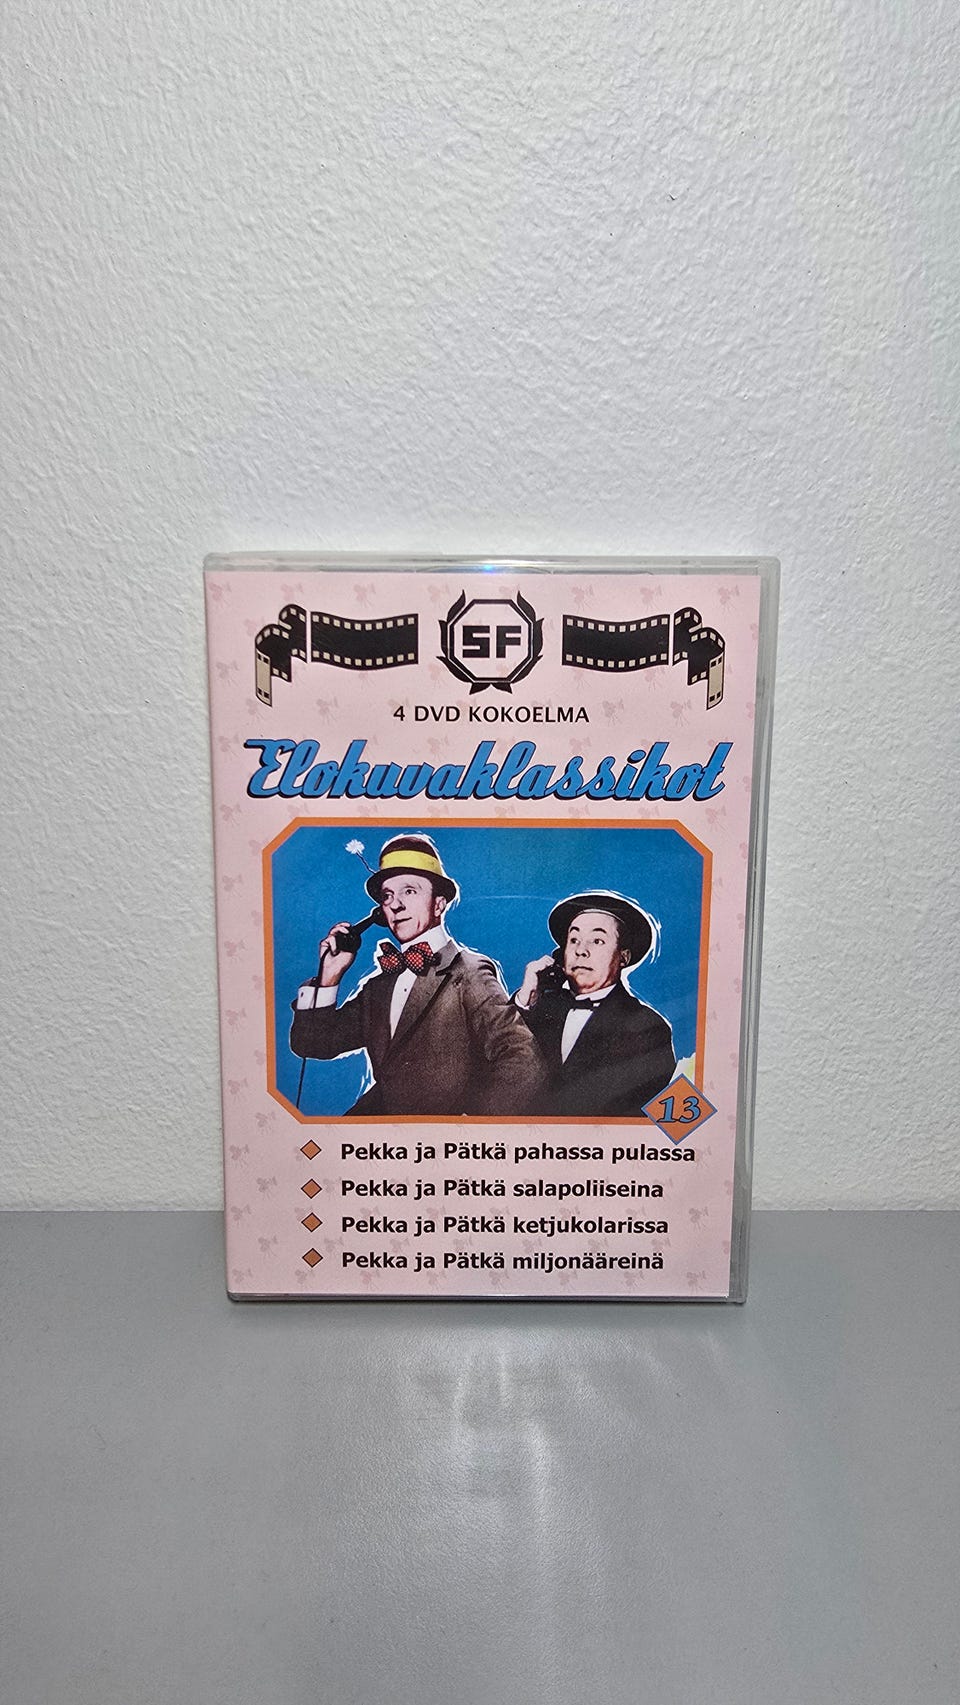 SF
4 DVD KOKOELMA
Elokuvaklassikot
13
Pekka ja Pätkä pahassa pulassa
Pekka ja Pätkä salapoliiseina
Pekka ja Pätkä ketjukolarissa
Pekka ja Pätkä miljonääreinä